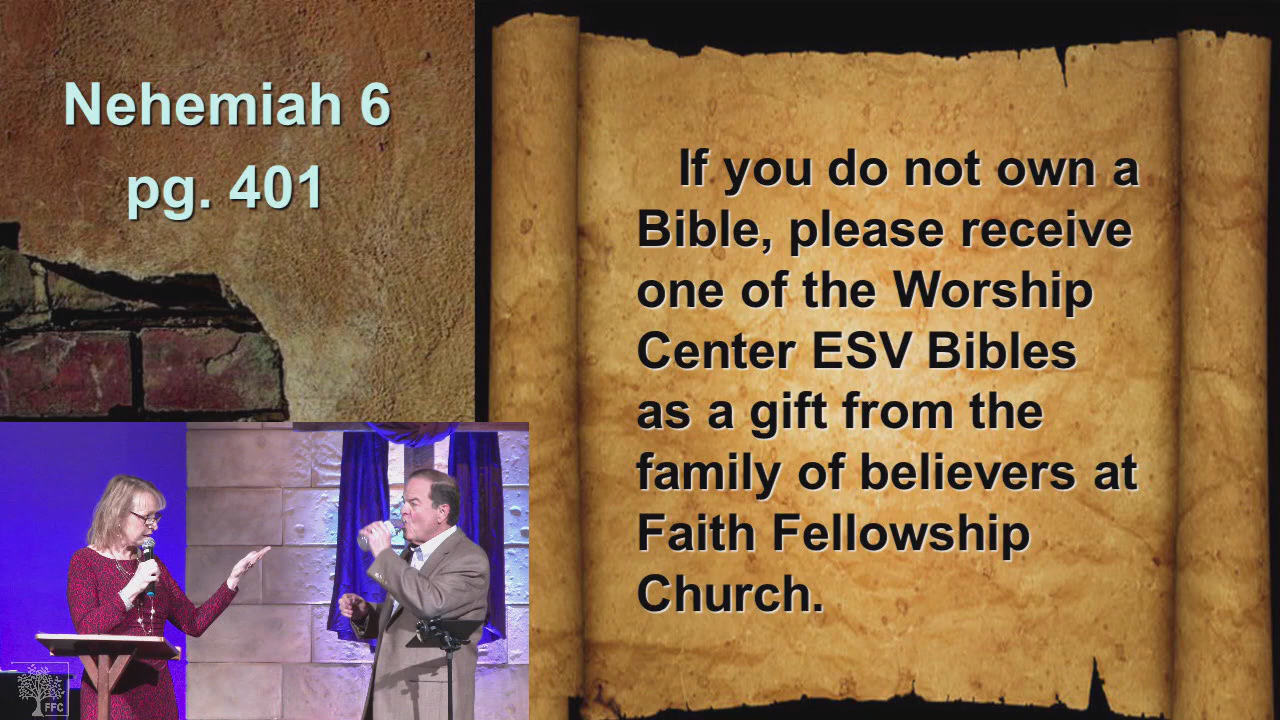 Nehemiah 6
pg. 401
If you do not own a
Bible, please receive
one of the Worship
Center ESV Bibles
as a gift from the
family of believers at
Faith Fellowship
Church.
FFC